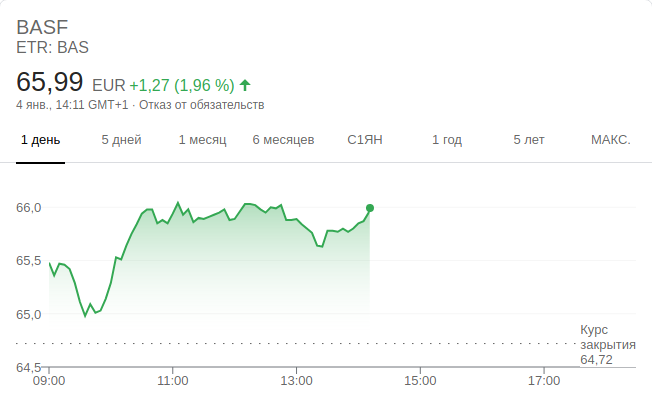 BASF
ETR: BAS
65,99 EUR +1,27 (1,96 %)
4 янв., 14:11 GMT+1 · Отказ от обязательств
1 день 5 дней 1 месяц 6 месяцев С1ЯН 1 год 5 лет МАКС.
66,0
65,5
65,0
Курс
закрытия
64,72
64,5
09:00 11:00 13:00 15:00 17:00